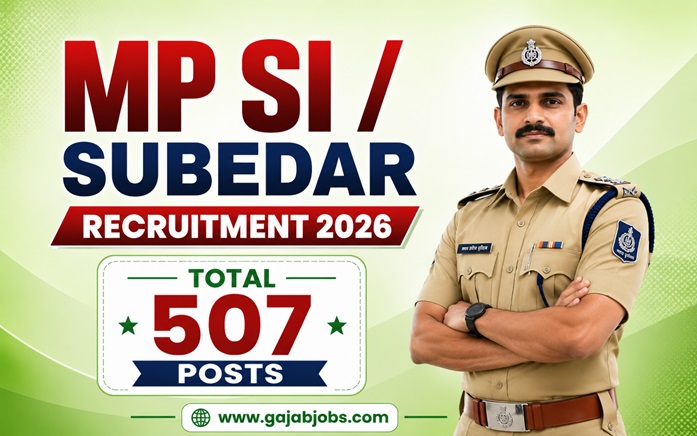 MP SI /
SUBEDAR
RECRUITMENT 2026
TOTAL
507
POSTS
www.gajabjobs.com